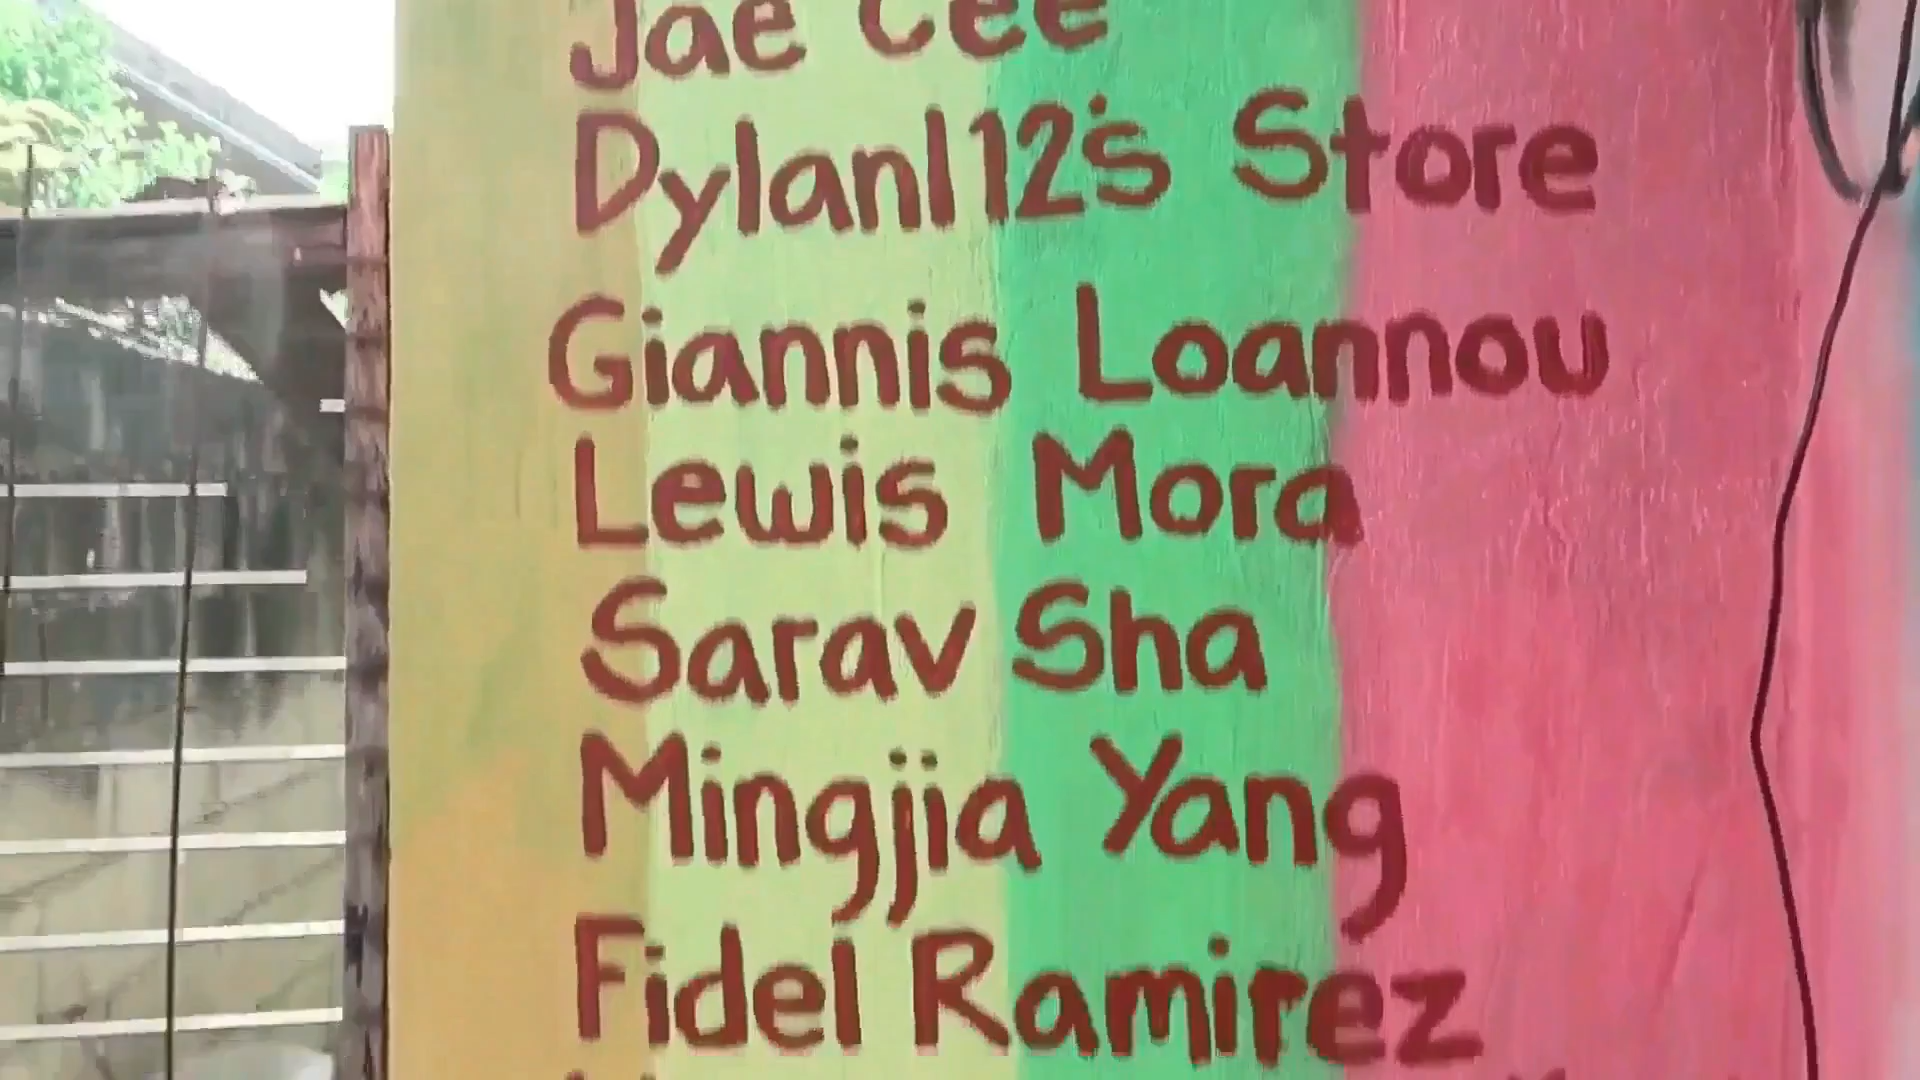 Jae Cee
Dylan112's Store
Giannis Loannou
Lewis Mora
Sarav Sha
Mingjia Yang
Fidel Ramirez